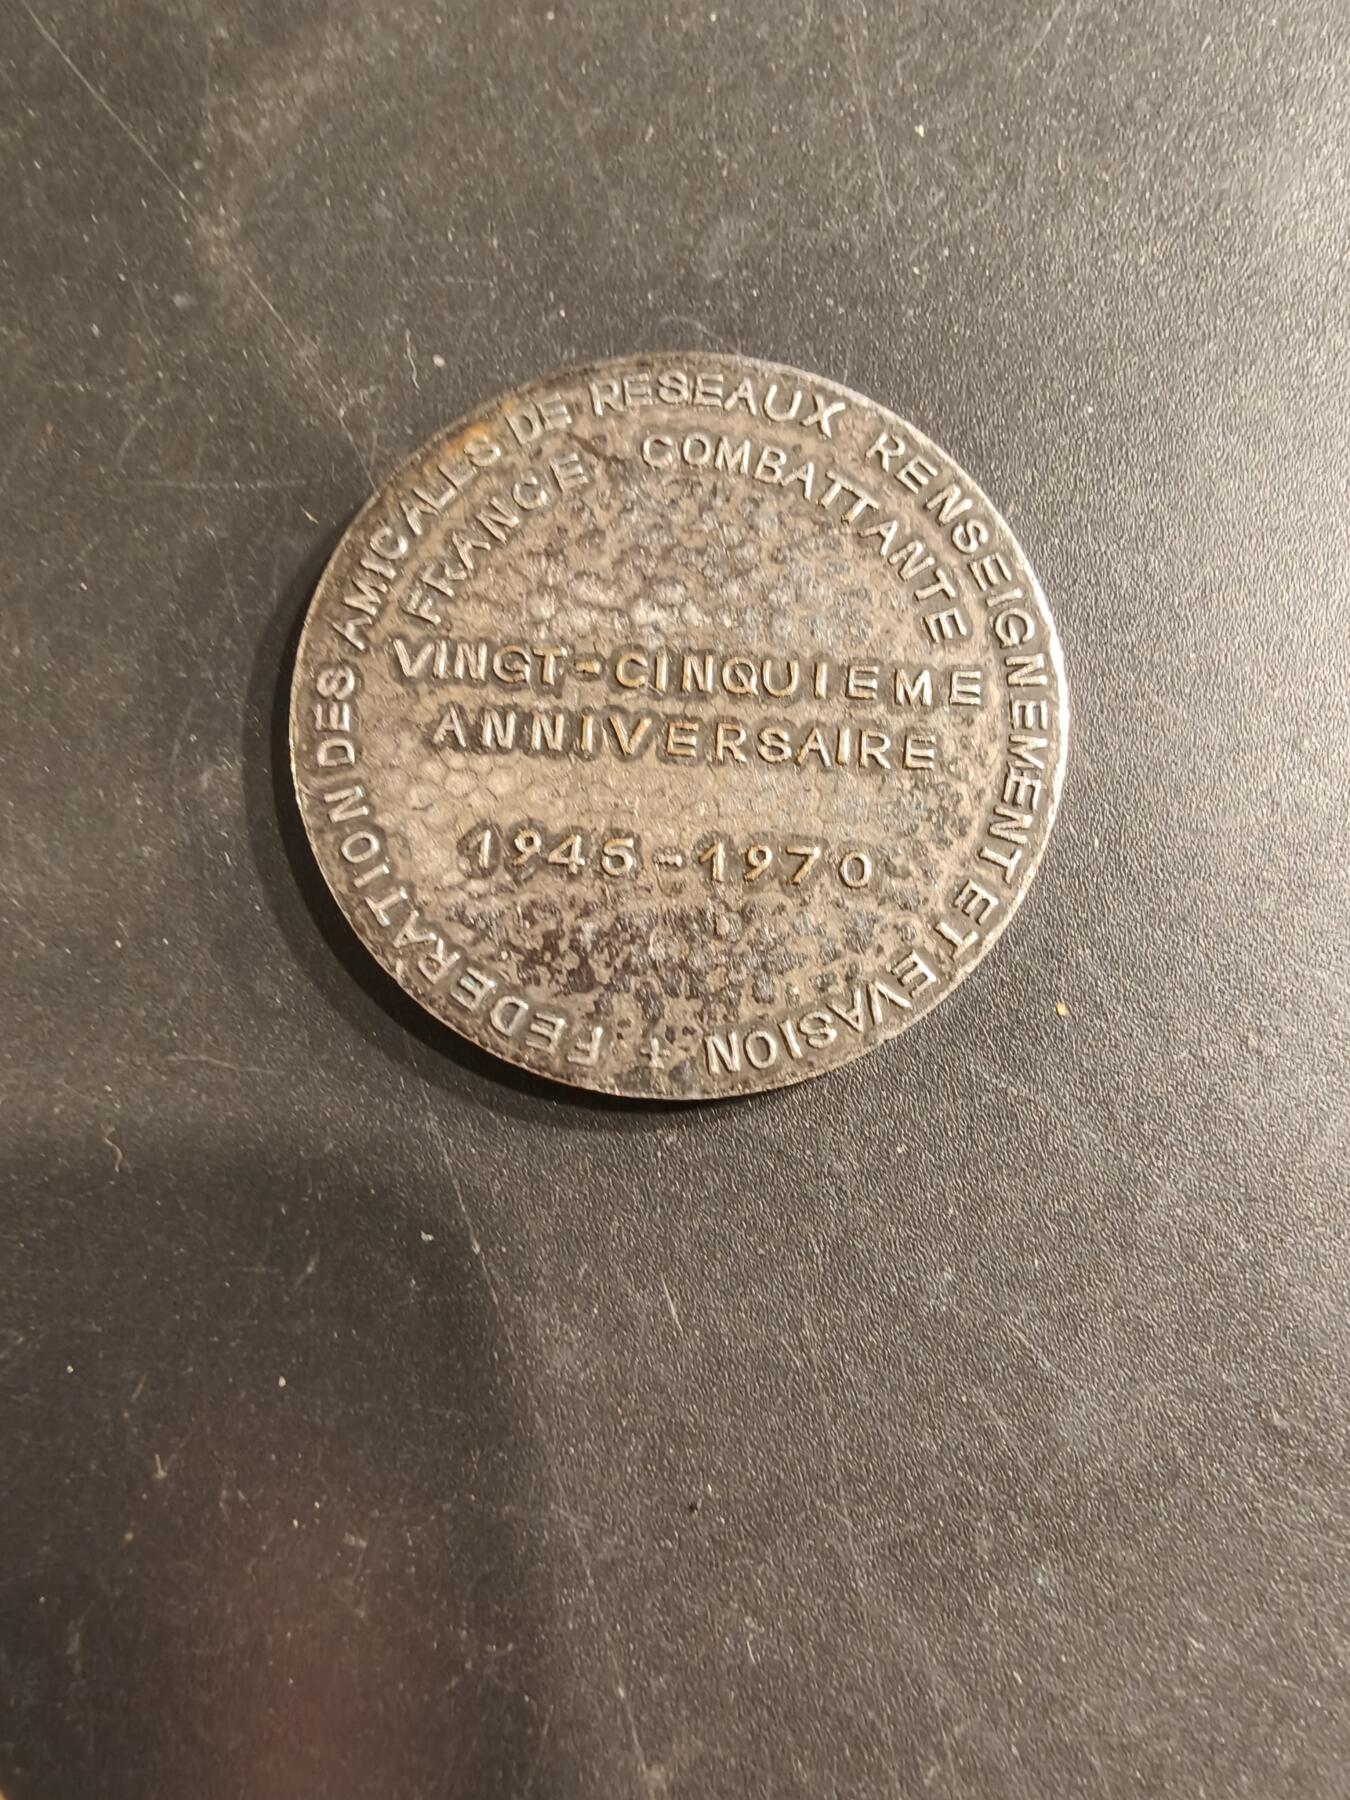 FEDERATION DES AMICALES DE RESEAUX RENSEIGNEMENT ET EVASION +
FRANCE COMBATTANTE
VINGT-CINQUIEME
ANNIVERSAIRE
1945-1970